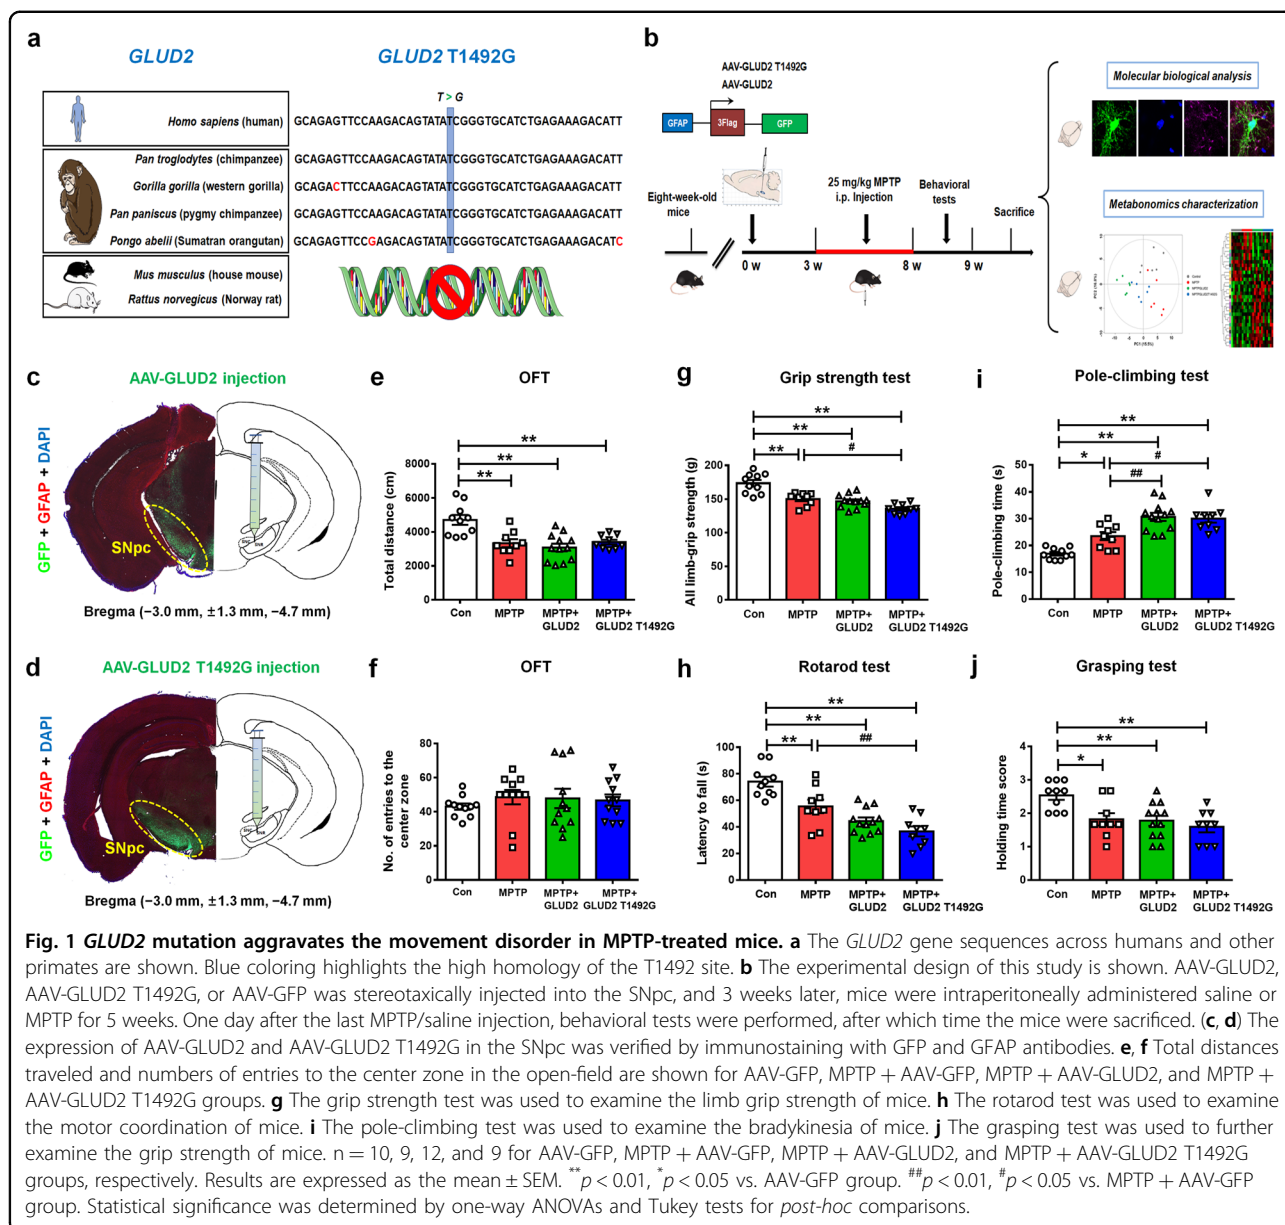 a
GLUD2
GLUD2 T1492G
T > G
Homo sapiens (human)
GCAGAGTTCCAAGACAGTATATCGGGTGCATCTGAGAAAGACATT
Pan troglodytes (chimpanzee)
GCAGAGTTCCAAGACAGTATATCGGGTGCATCTGAGAAAGACATT
Gorilla gorilla (western gorilla)
GCAGACTTCCAAGACAGTATATCGGGTGCATCTGAGAAAGACATT
Pan paniscus (pygmy chimpanzee)
GCAGAGTTCCAAGACAGTATATCGGGTGCATCTGAGAAAGACATT
Pongo abelii (Sumatran orangutan)
GCAGAGTTCCGAGACAGTATATCGGGTGCATCTGAGAAAGACATC
Mus musculus (house mouse)
Rattus norvegicus (Norway rat)
b
AAV-GLUD2 T1492G
AAV-GLUD2
GFAP
3Flag
GFP
Eight-week-old
mice
25 mg/kg MPTP
i.p. Injection
Behavioral
tests
Sacrifice
0 w
3 w
8 w
9 w
Molecular biological analysis
Metabonomics characterization
c
AAV-GLUD2 injection
GFP + GFAP + DAPI
SNpc
Bregma (−3.0 mm, ±1.3 mm, −4.7 mm)
d
AAV-GLUD2 T1492G injection
GFP + GFAP + DAPI
SNpc
Bregma (−3.0 mm, ±1.3 mm, −4.7 mm)
e
OFT
**
**
**
Total distance (cm)
8000
6000
4000
2000
0
Con
MPTP
MPTP+
GLUD2
MPTP+
GLUD2 T1492G
f
OFT
No. of entries to the
center zone
80
60
40
20
0
Con
MPTP
MPTP+
GLUD2
MPTP+
GLUD2 T1492G
g
Grip strength test
**
**
** #
All limb-grip strength (g)
200
150
100
50
0
Con
MPTP
MPTP+
GLUD2
MPTP+
GLUD2 T1492G
h
Rotarod test
**
**
** ##
Latency to fall (s)
100
80
60
40
20
0
Con
MPTP
MPTP+
GLUD2
MPTP+
GLUD2 T1492G
i
Pole-climbing test
**
**
* #
##
Pole-climbing time (s)
50
40
30
20
10
0
Con
MPTP
MPTP+
GLUD2
MPTP+
GLUD2 T1492G
j
Grasping test
**
**
*
Holding time score
4
3
2
1
0
Con
MPTP
MPTP+
GLUD2
MPTP+
GLUD2 T1492G
Fig. 1 GLUD2 mutation aggravates the movement disorder in MPTP-treated mice. a The GLUD2 gene sequences across humans and other
primates are shown. Blue coloring highlights the high homology of the T1492 site. b The experimental design of this study is shown. AAV-GLUD2,
AAV-GLUD2 T1492G, or AAV-GFP was stereotaxically injected into the SNpc, and 3 weeks later, mice were intraperitoneally administered saline or
MPTP for 5 weeks. One day after the last MPTP/saline injection, behavioral tests were performed, after which time the mice were sacrificed. (c, d) The
expression of AAV-GLUD2 and AAV-GLUD2 T1492G in the SNpc was verified by immunostaining with GFP and GFAP antibodies. e, f Total distances
traveled and numbers of entries to the center zone in the open-field are shown for AAV-GFP, MPTP + AAV-GFP, MPTP + AAV-GLUD2, and MPTP +
AAV-GLUD2 T1492G groups. g The grip strength test was used to examine the limb grip strength of mice. h The rotarod test was used to examine
the motor coordination of mice. i The pole-climbing test was used to examine the bradykinesia of mice. j The grasping test was used to further
examine the grip strength of mice. n = 10, 9, 12, and 9 for AAV-GFP, MPTP + AAV-GFP, MPTP + AAV-GLUD2, and MPTP + AAV-GLUD2 T1492G
groups, respectively. Results are expressed as the mean ± SEM. **p < 0.01, *p < 0.05 vs. AAV-GFP group. ##p < 0.01, #p < 0.05 vs. MPTP + AAV-GFP
group. Statistical significance was determined by one-way ANOVAs and Tukey tests for post-hoc comparisons.